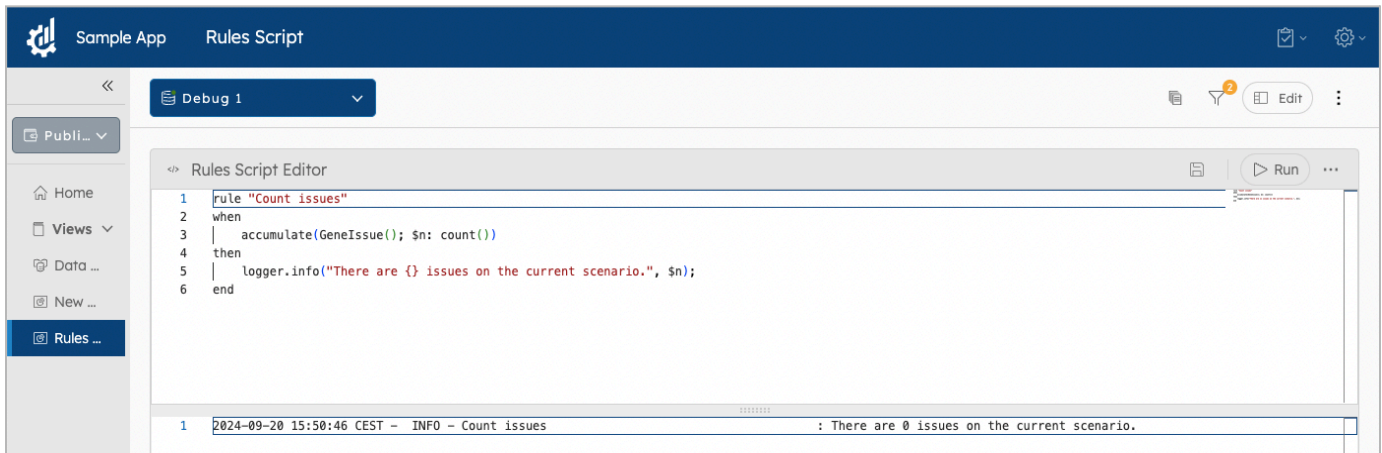 Sample App Rules Script
Debug 1
2
Edit
Publi...
Rules Script Editor
Run
Home
Views
Data ...
New ...
Rules ...
1 rule "Count issues"
2 when
3 accumulate(GeneIssue(); $n: count())
4 then
5 logger.info("There are {} issues on the current scenario.", $n);
6 end
1 2024-09-20 15:50:46 CEST - INFO - Count issues : There are 0 issues on the current scenario.